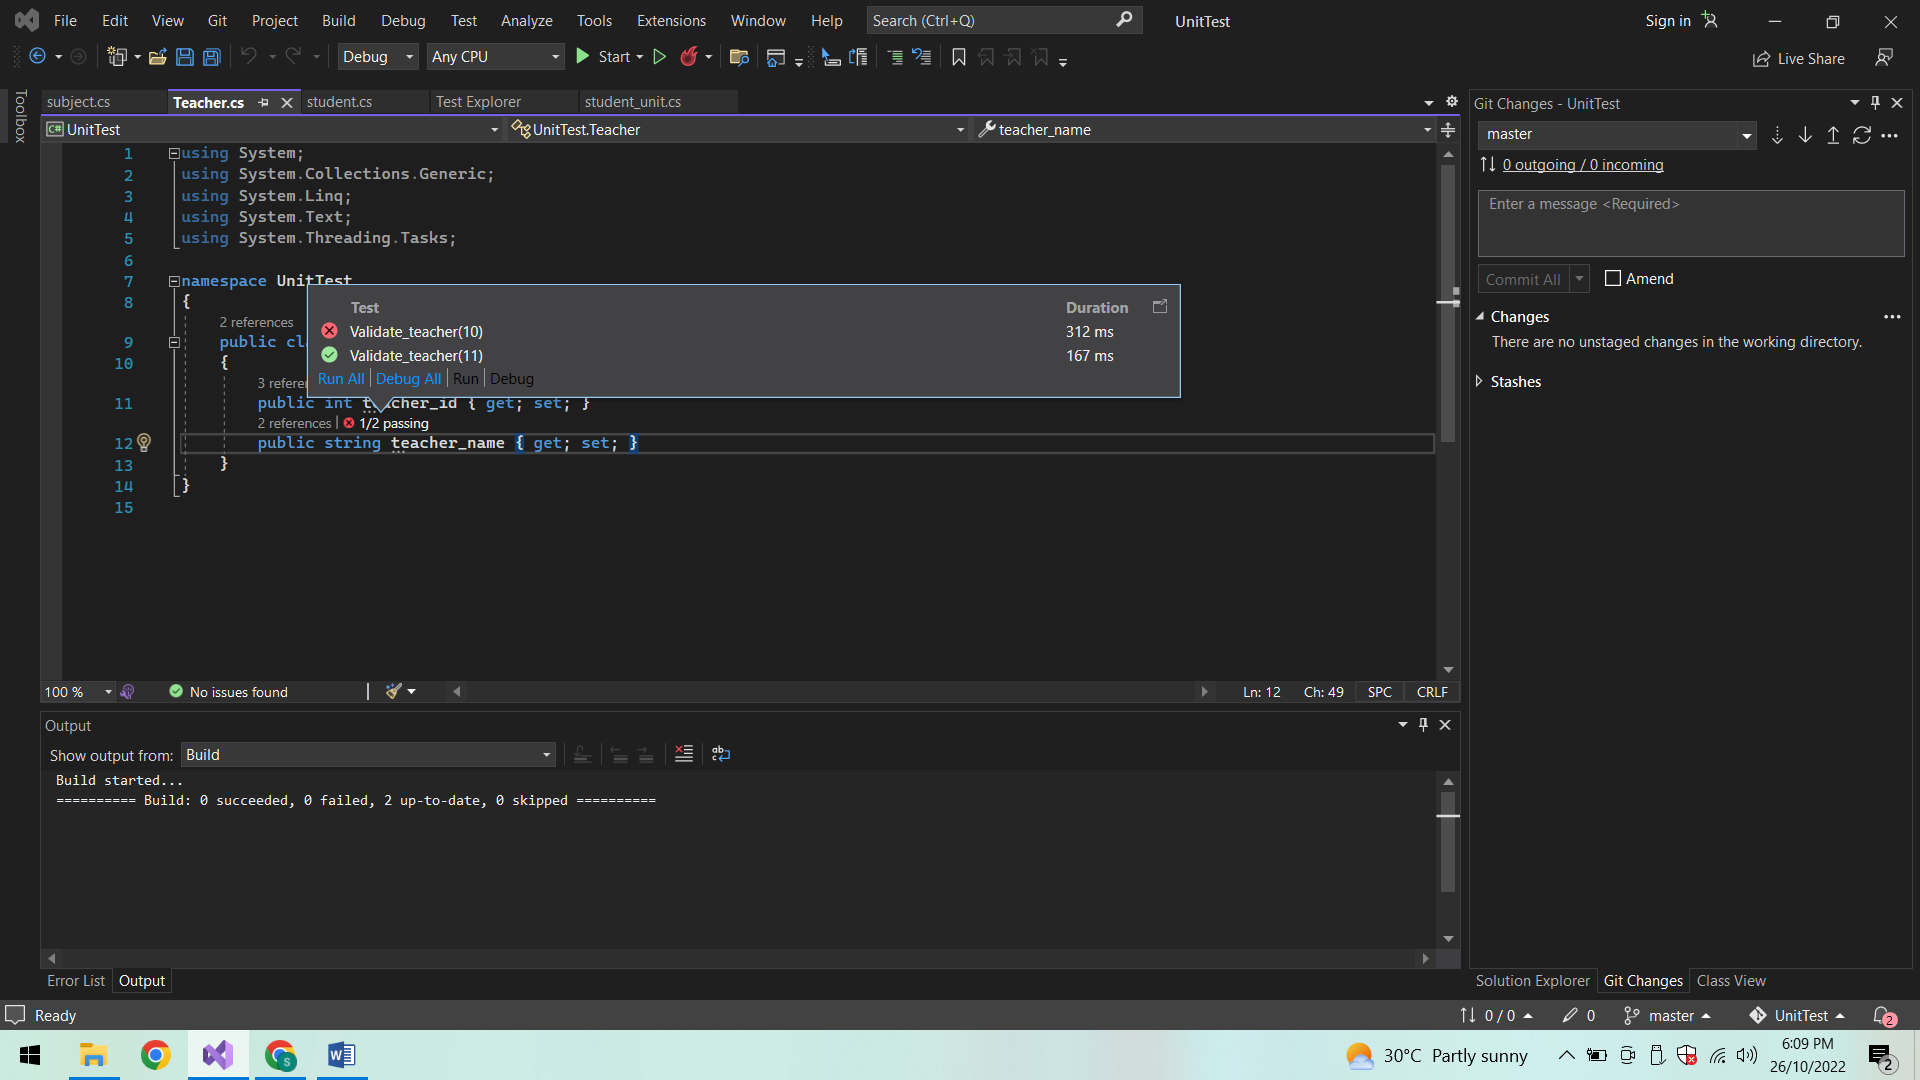 File Edit View Git Project Build Debug Test Analyze Tools Extensions Window Help Search (Ctrl+Q) UnitTest Sign in
Debug Any CPU Start Live Share
Toolbox
subject.cs Teacher.cs student.cs Test Explorer student_unit.cs
C# UnitTest UnitTest.Teacher teacher_name
1 using System;
2 using System.Collections.Generic;
3 using System.Linq;
4 using System.Text;
5 using System.Threading.Tasks;
6
7 namespace UnitTest
8 {
2 references
9 public cl
10 {
3 refere
11 public int teacher_id { get; set; }
2 references | 1/2 passing
12 public string teacher_name { get; set; }
13 }
14 }
15
Test Duration
Validate_teacher(10) 312 ms
Validate_teacher(11) 167 ms
Run All | Debug All | Run | Debug
100 % No issues found Ln: 12 Ch: 49 SPC CRLF
Output
Show output from: Build
Build started...
========== Build: 0 succeeded, 0 failed, 2 up-to-date, 0 skipped ==========
Error List Output
Git Changes - UnitTest
master
0 outgoing / 0 incoming
Enter a message <Required>
Commit All Amend
Changes
There are no unstaged changes in the working directory.
Stashes
Solution Explorer Git Changes Class View
Ready 0 / 0 0 master UnitTest 2
30°C Partly sunny 6:09 PM
26/10/2022 2